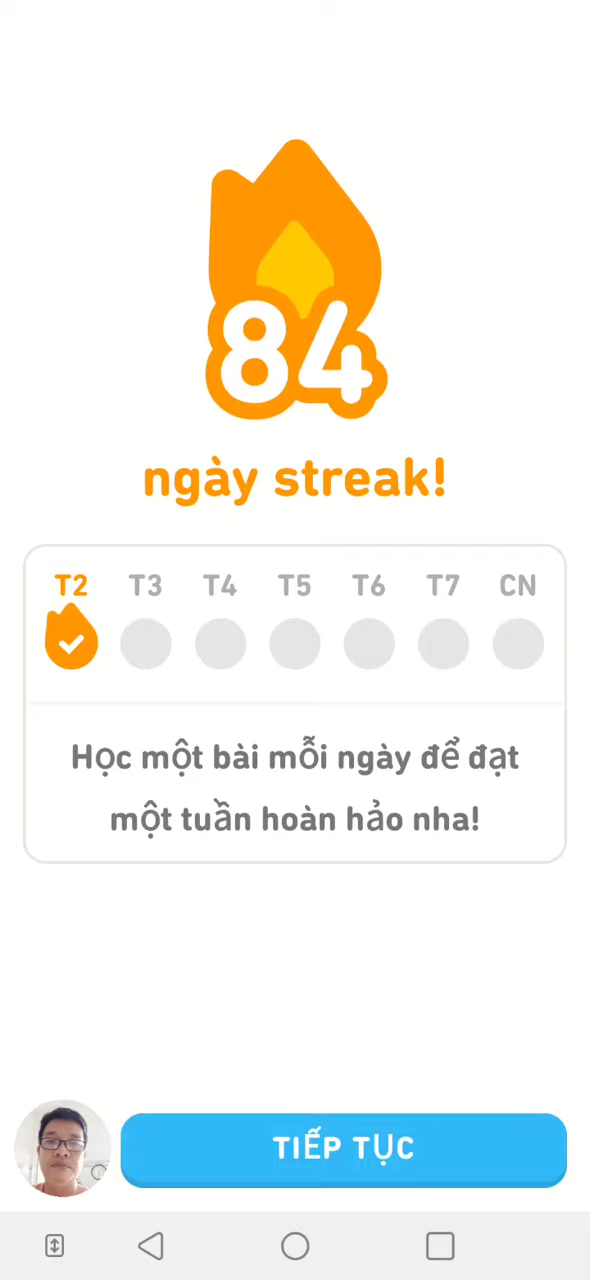 84
ngày streak!
T2 T3 T4 T5 T6 T7 CN
Học một bài mỗi ngày để đạt
một tuần hoàn hảo nha!
TIẾP TỤC